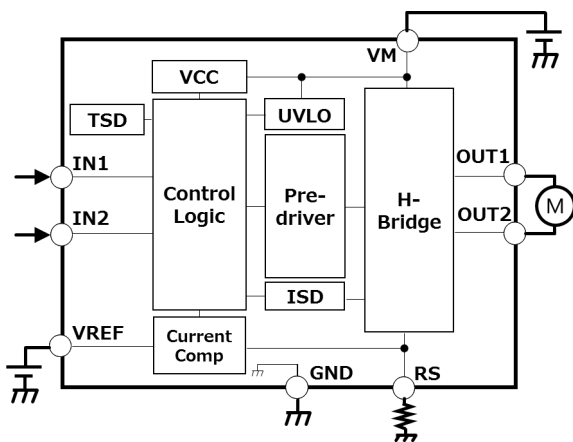 VM
VCC
TSD
UVLO
IN1
OUT1
Control
Logic
Pre-
driver
H-
Bridge
IN2
OUT2
M
ISD
VREF
Current
Comp
GND
RS